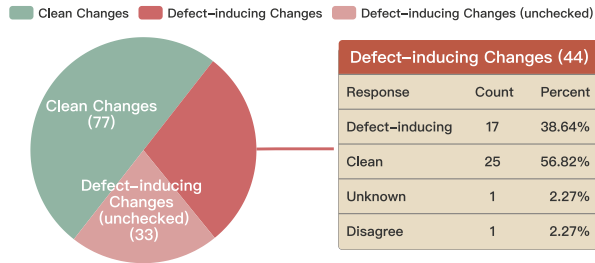 Clean Changes Defect-inducing Changes Defect-inducing Changes (unchecked)
Clean Changes
(77)
Defect-inducing
Changes
(unchecked)
(33)
Defect-inducing Changes (44)
Response Count Percent
Defect-inducing 17 38.64%
Clean 25 56.82%
Unknown 1 2.27%
Disagree 1 2.27%